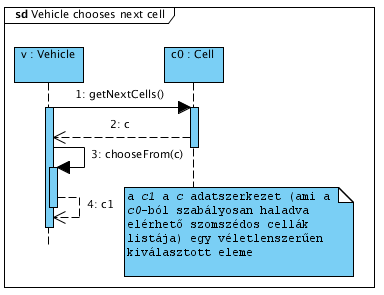 sd Vehicle chooses next cell
v : Vehicle
c0 : Cell
1: getNextCells()
2: c
3: chooseFrom(c)
4: c1
a c1 a c adatszerkezet (ami a
c0-ból szabályosan haladva
elérhető szomszédos cellák
listája) egy véletlenszerűen
kiválasztott eleme